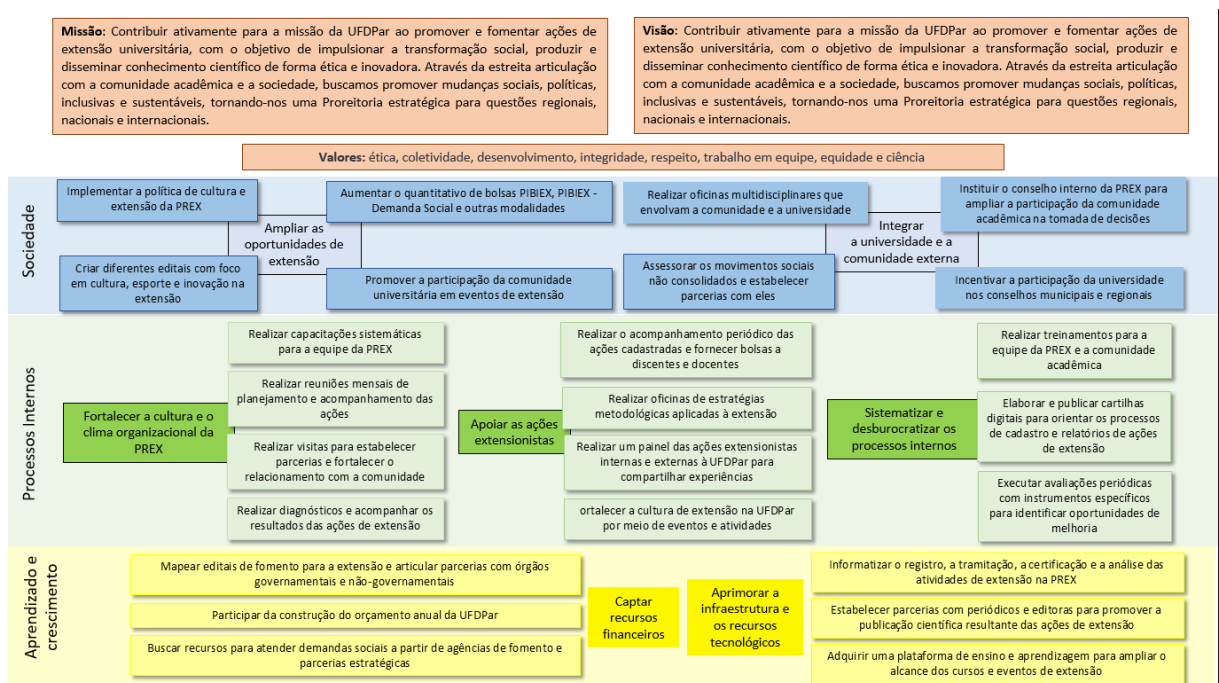 Missão: Contribuir ativamente para a missão da UFDPar ao promover e fomentar ações de
extensão universitária, com o objetivo de impulsionar a transformação social, produzir e
disseminar conhecimento científico de forma ética e inovadora. Através da estreita articulação
com a comunidade acadêmica e a sociedade, buscamos promover mudanças sociais, políticas,
inclusivas e sustentáveis, tornando-nos uma Proreitoria estratégica para questões regionais,
nacionais e internacionais.
Visão: Contribuir ativamente para a missão da UFDPar ao promover e fomentar ações de
extensão universitária, com o objetivo de impulsionar a transformação social, produzir e
disseminar conhecimento científico de forma ética e inovadora. Através da estreita articulação
com a comunidade acadêmica e a sociedade, buscamos promover mudanças sociais, políticas,
inclusivas e sustentáveis, tornando-nos uma Proreitoria estratégica para questões regionais,
nacionais e internacionais.
Valores: ética, coletividade, desenvolvimento, integridade, respeito, trabalho em equipe, equidade e ciência
Sociedade
Implementar a política de cultura e
extensão da PREX
Aumentar o quantitativo de bolsas PIBIEX, PIBIEX -
Demanda Social e outras modalidades
Ampliar as
oportunidades de
extensão
Criar diferentes editais com foco
em cultura, esporte e inovação na
extensão
Promover a participação da comunidade
universitária em eventos de extensão
Realizar oficinas multidisciplinares que
envolvam a comunidade e a universidade
Instituir o conselho interno da PREX para
ampliar a participação da comunidade
acadêmica na tomada de decisões
Integrar
a universidade e a
comunidade externa
Assessorar os movimentos sociais
não consolidados e estabelecer
parcerias com eles
Incentivar a participação da universidade
nos conselhos municipais e regionais
Processos Internos
Fortalecer a cultura e o
clima organizacional da
PREX
Realizar capacitações sistemáticas
para a equipe da PREX
Realizar reuniões mensais de
planejamento e acompanhamento das
ações
Realizar visitas para estabelecer
parcerias e fortalecer o
relacionamento com a comunidade
Realizar diagnósticos e acompanhar os
resultados das ações de extensão
Apoiar as ações
extensionistas
Realizar o acompanhamento periódico das
ações cadastradas e fornecer bolsas a
discentes e docentes
Realizar oficinas de estratégias
metodológicas aplicadas à extensão
Realizar um painel das ações extensionistas
internas e externas à UFDPar para
compartilhar experiências
ortalecer a cultura de extensão na UFDPar
por meio de eventos e atividades
Sistematizar e
desburocratizar os
processos internos
Realizar treinamentos para a
equipe da PREX e a comunidade
acadêmica
Elaborar e publicar cartilhas
digitais para orientar os processos
de cadastro e relatórios de ações
de extensão
Executar avaliações periódicas
com instrumentos específicos
para identificar oportunidades de
melhoria
Aprendizado e
crescimento
Mapear editais de fomento para a extensão e articular parcerias com órgãos
governamentais e não-governamentais
Participar da construção do orçamento anual da UFDPar
Buscar recursos para atender demandas sociais a partir de agências de fomento e
parcerias estratégicas
Captar
recursos
financeiros
Aprimorar a
infraestrutura e
os recursos
tecnológicos
Informatizar o registro, a tramitação, a certificação e a análise das
atividades de extensão na PREX
Estabelecer parcerias com periódicos e editoras para promover a
publicação científica resultante das ações de extensão
Adquirir uma plataforma de ensino e aprendizagem para ampliar o
alcance dos cursos e eventos de extensão